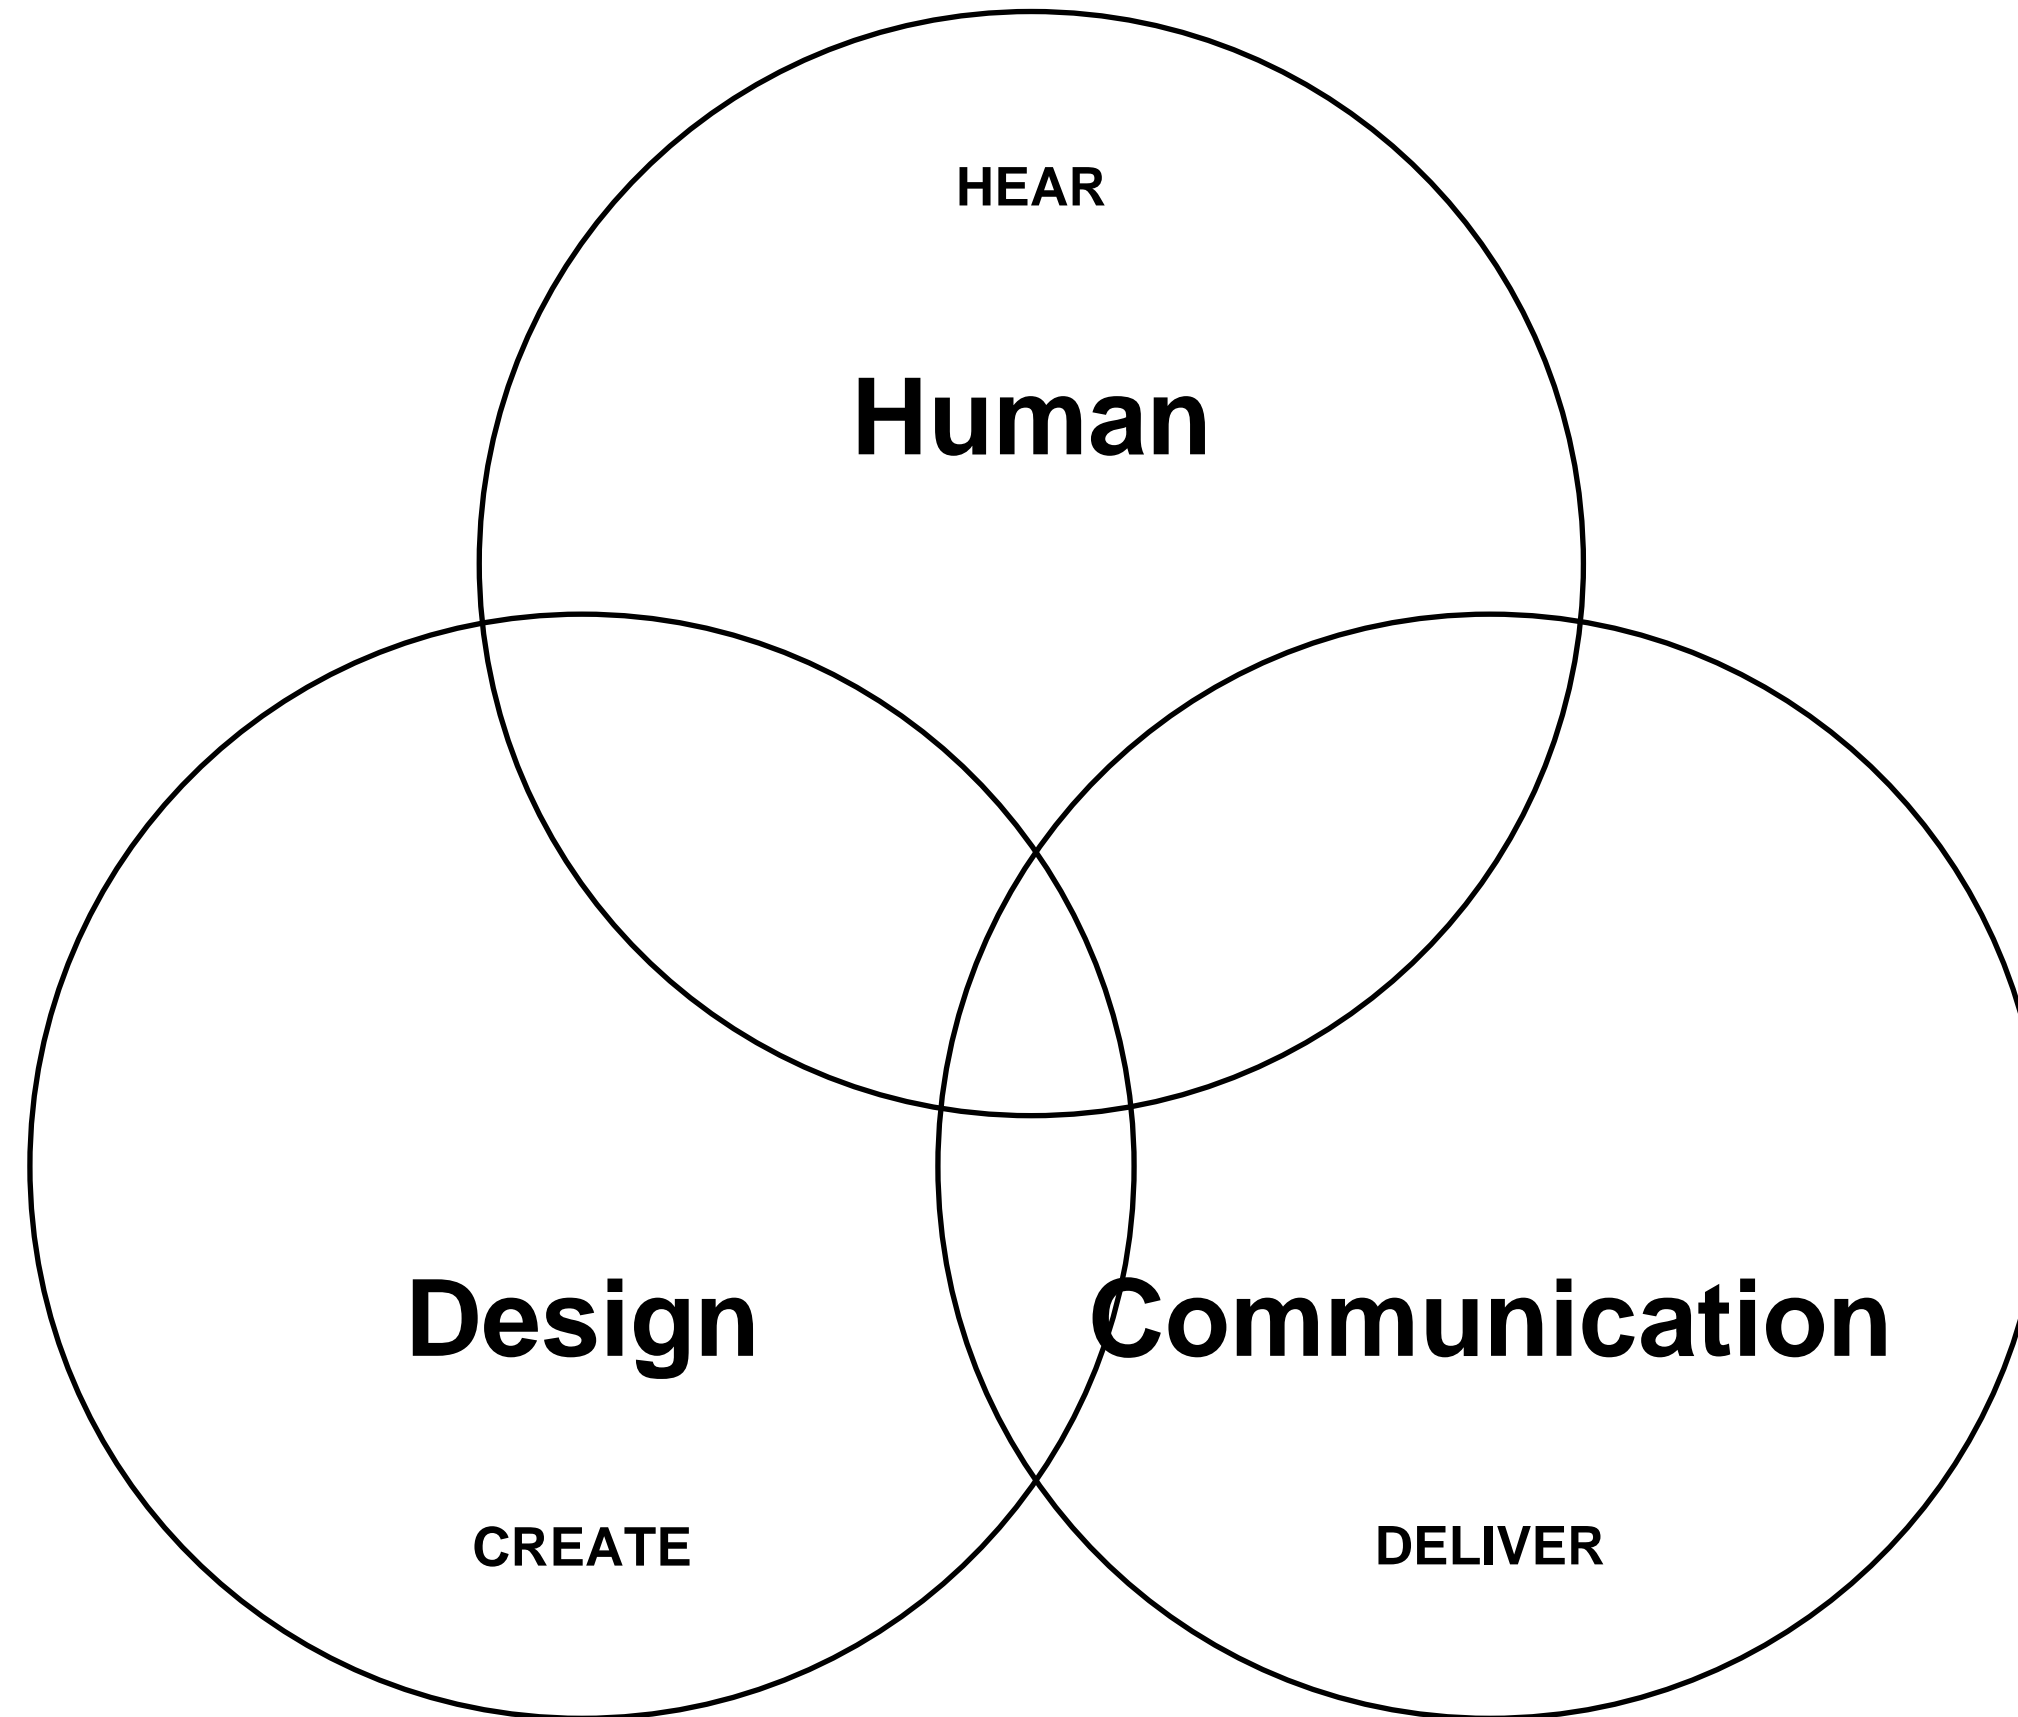 HEAR
Human
Design
Communication
CREATE
DELIVER